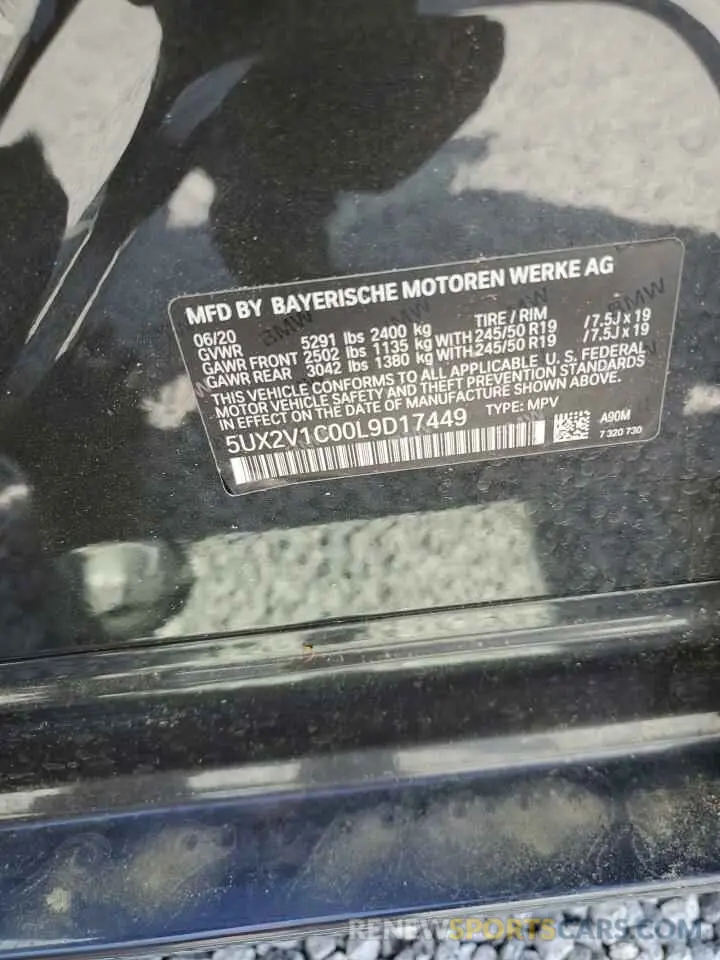 MFD BY BAYERISCHE MOTOREN WERKE AG
06/20 TIRE / RIM
GVWR 5291 lbs 2400 kg
GAWR FRONT 2502 lbs 1135 kg WITH 245/50 R19 / 7.5J x 19
GAWR REAR 3042 lbs 1380 kg WITH 245/50 R19 / 7.5J x 19
THIS VEHICLE CONFORMS TO ALL APPLICABLE U. S. FEDERAL
MOTOR VEHICLE SAFETY AND THEFT PREVENTION STANDARDS
IN EFFECT ON THE DATE OF MANUFACTURE SHOWN ABOVE.
5UX2V1C00L9D17449 TYPE: MPV
A90M
7 320 730
RENEWSPORTSCARS.COM